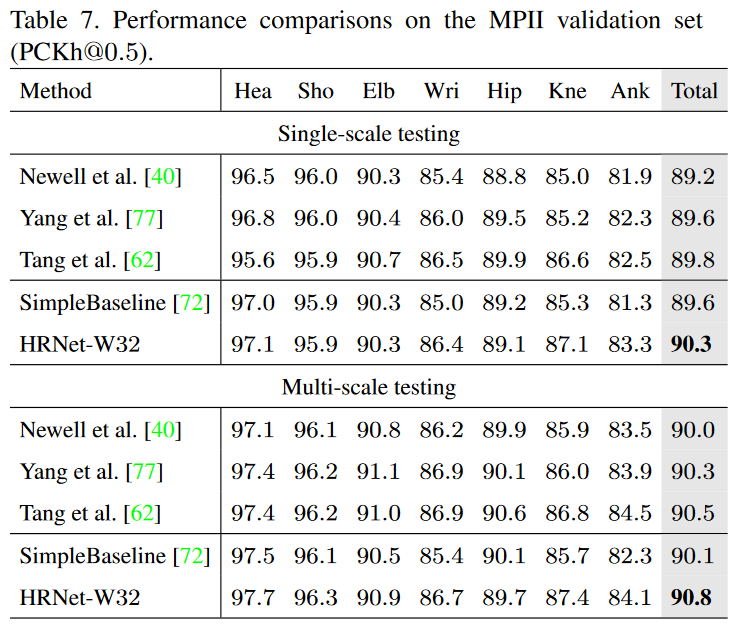 Table 7. Performance comparisons on the MPII validation set
(PCKh@0.5).
Method Hea Sho Elb Wri Hip Kne Ank Total
Single-scale testing
Newell et al. [40] 96.5 96.0 90.3 85.4 88.8 85.0 81.9 89.2
Yang et al. [77] 96.8 96.0 90.4 86.0 89.5 85.2 82.3 89.6
Tang et al. [62] 95.6 95.9 90.7 86.5 89.9 86.6 82.5 89.8
SimpleBaseline [72] 97.0 95.9 90.3 85.0 89.2 85.3 81.3 89.6
HRNet-W32 97.1 95.9 90.3 86.4 89.1 87.1 83.3 90.3
Multi-scale testing
Newell et al. [40] 97.1 96.1 90.8 86.2 89.9 85.9 83.5 90.0
Yang et al. [77] 97.4 96.2 91.1 86.9 90.1 86.0 83.9 90.3
Tang et al. [62] 97.4 96.2 91.0 86.9 90.6 86.8 84.5 90.5
SimpleBaseline [72] 97.5 96.1 90.5 85.4 90.1 85.7 82.3 90.1
HRNet-W32 97.7 96.3 90.9 86.7 89.7 87.4 84.1 90.8